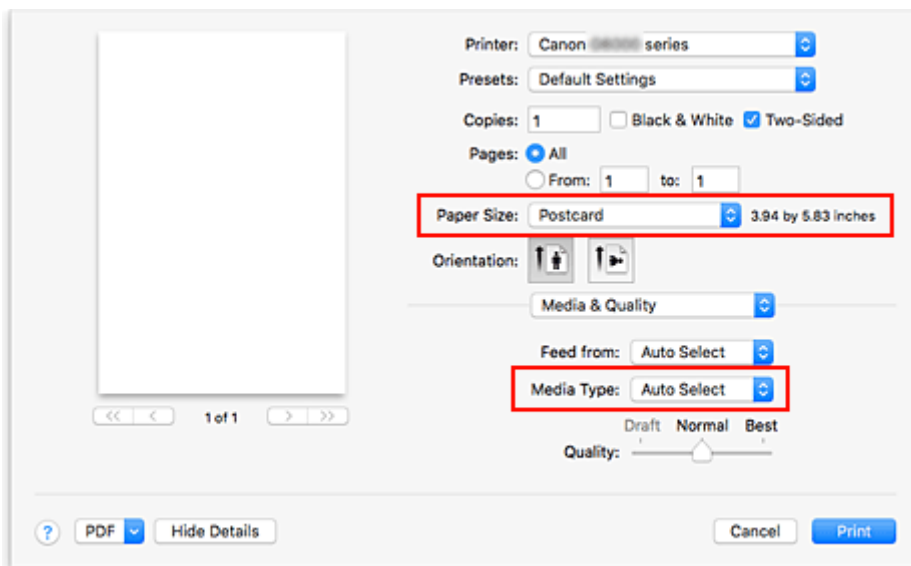 Printer: Canon series
Presets: Default Settings
Copies: 1 Black & White Two-Sided
Pages: All
From: 1 to: 1
Paper Size: Postcard 3.94 by 5.83 inches
Orientation:
Media & Quality
Feed from: Auto Select
Media Type: Auto Select
<< < 1 of 1 > >>
Draft Normal Best
Quality:
? PDF Hide Details Cancel Print